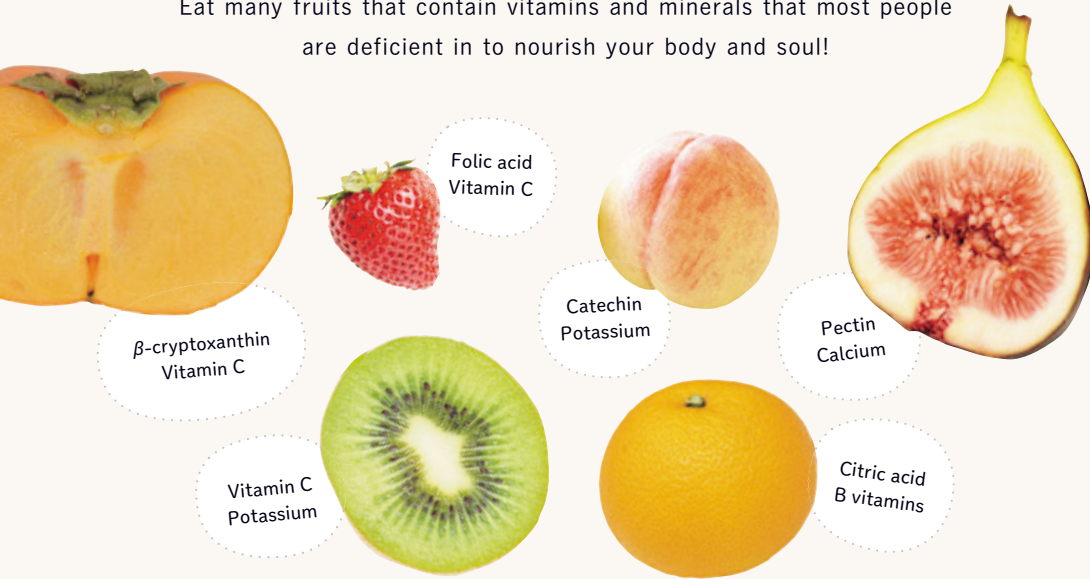 Eat many fruits that contain vitamins and minerals that most people
are deficient in to nourish your body and soul!
Folic acid
Vitamin C
Catechin
Potassium
Pectin
Calcium
β-cryptoxanthin
Vitamin C
Vitamin C
Potassium
Citric acid
B vitamins